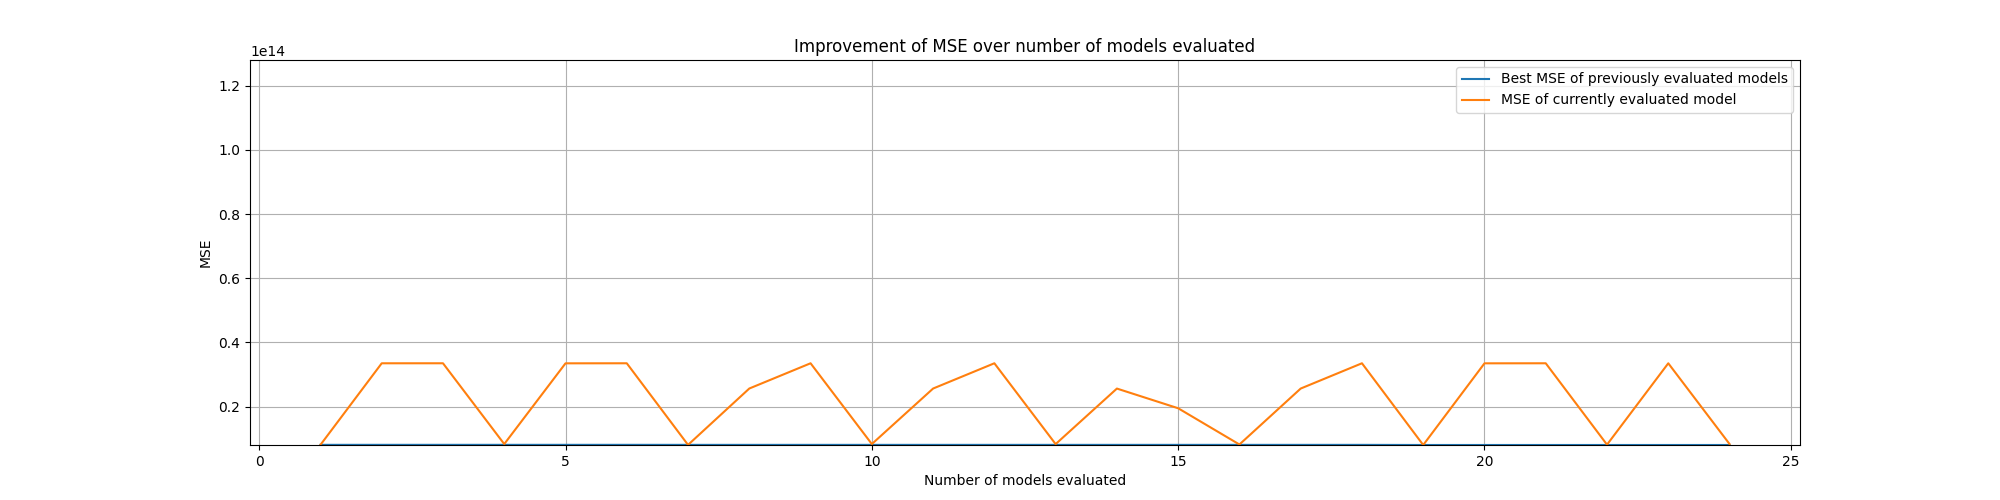 Improvement of MSE over number of models evaluated
1e14
1.2
1.0
0.8
0.6
0.4
0.2
MSE
Best MSE of previously evaluated models
MSE of currently evaluated model
0 5 10 15 20 25
Number of models evaluated